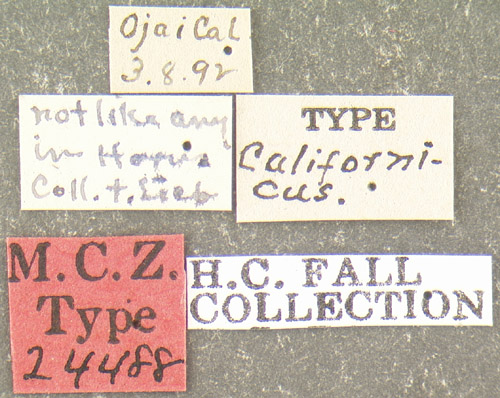 Ojai Cal
3.8.92
not like any
in Horn.
Coll. +
TYPE
Californi-
cus.
M.C.Z.
Type
24488
H.C. FALL
COLLECTION